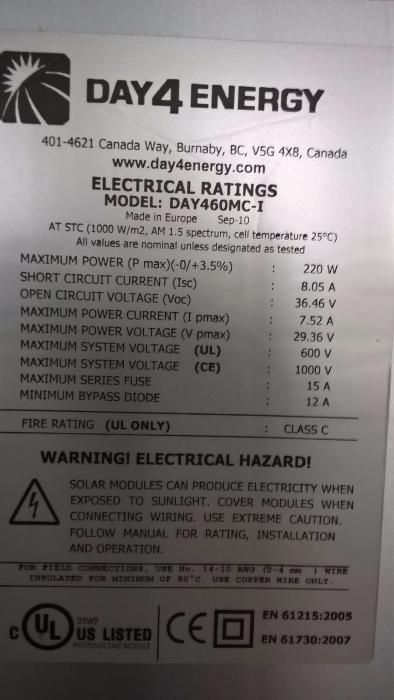 DAY4 ENERGY
401-4621 Canada Way, Burnaby, BC, V5G 4X8, Canada
www.day4energy.com
ELECTRICAL RATINGS
MODEL: DAY460MC-I
Made in Europe Sep-10
AT STC (1000 W/m2, AM 1.5 spectrum, cell temperature 25°C)
All values are nominal unless designated as tested
MAXIMUM POWER (P max)(-0/+3.5%) : 220 W
SHORT CIRCUIT CURRENT (Isc) : 8.05 A
OPEN CIRCUIT VOLTAGE (Voc) : 36.46 V
MAXIMUM POWER CURRENT (I pmax) : 7.52 A
MAXIMUM POWER VOLTAGE (V pmax) : 29.36 V
MAXIMUM SYSTEM VOLTAGE (UL) : 600 V
MAXIMUM SYSTEM VOLTAGE (CE) : 1000 V
MAXIMUM SERIES FUSE : 15 A
MINIMUM BYPASS DIODE : 12 A
FIRE RATING (UL ONLY) : CLASS C
WARNING! ELECTRICAL HAZARD!
SOLAR MODULES CAN PRODUCE ELECTRICITY WHEN
EXPOSED TO SUNLIGHT. COVER MODULES WHEN
CONNECTING WIRING. USE EXTREME CAUTION.
FOLLOW MANUAL FOR RATING, INSTALLATION
AND OPERATION.
FOR FIELD CONNECTIONS, USE No. 14-10 AWG (2-4 mm ) WIRE
INSULATED FOR MINIMUM OF 90°C. USE COPPER WIRE ONLY.
C UL US LISTED
33W7
PHOTOVOLTAIC MODULE
CE
EN 61215:2005
EN 61730:2007